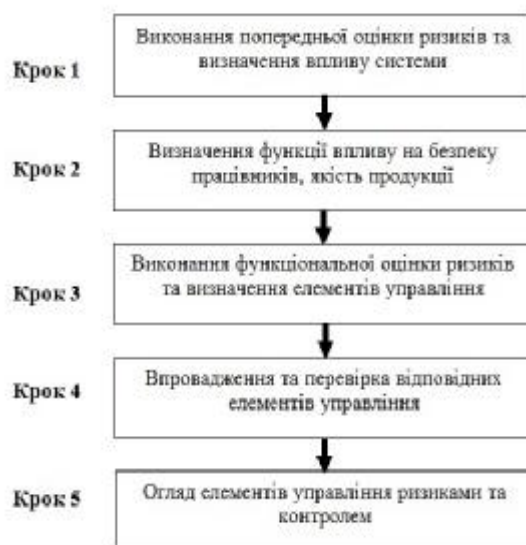 Крок 1
Виконання попередньої оцінки ризиків та
визначення впливу системи
Крок 2
Визначення функції впливу на безпеку
працівників, якість продукції
Крок 3
Виконання функціональної оцінки ризиків
та визначення елементів управління
Крок 4
Впровадження та перевірка відповідних
елементів управління
Крок 5
Огляд елементів управління ризиками та
контролем